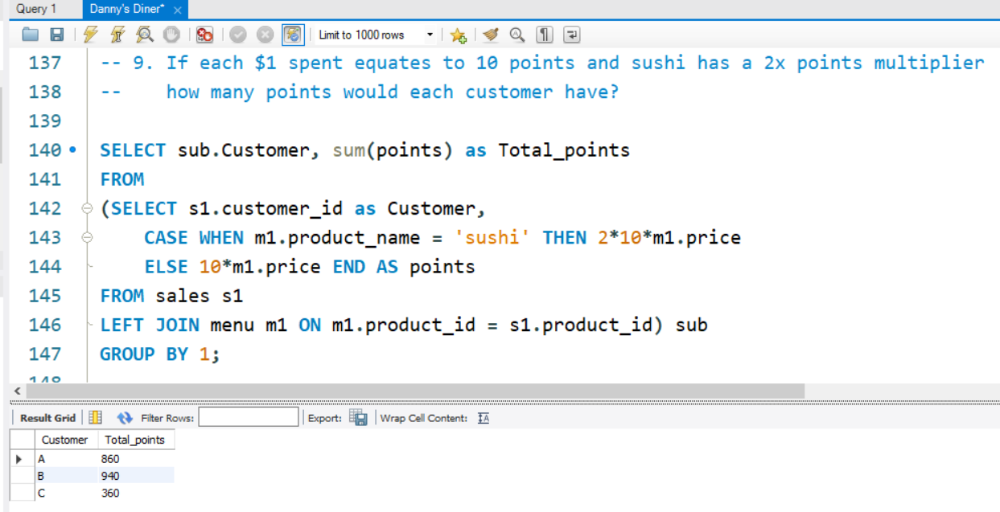 Query 1 Danny's Diner*
Limit to 1000 rows
137 -- 9. If each $1 spent equates to 10 points and sushi has a 2x points multiplier
138 -- how many points would each customer have?
139
140 SELECT sub.Customer, sum(points) as Total_points
141 FROM
142 (SELECT s1.customer_id as Customer,
143 CASE WHEN m1.product_name = 'sushi' THEN 2*10*m1.price
144 ELSE 10*m1.price END AS points
145 FROM sales s1
146 LEFT JOIN menu m1 ON m1.product_id = s1.product_id) sub
147 GROUP BY 1;
148
Result Grid Filter Rows: Export: Wrap Cell Content: IA
Customer Total_points
A 860
B 940
C 360